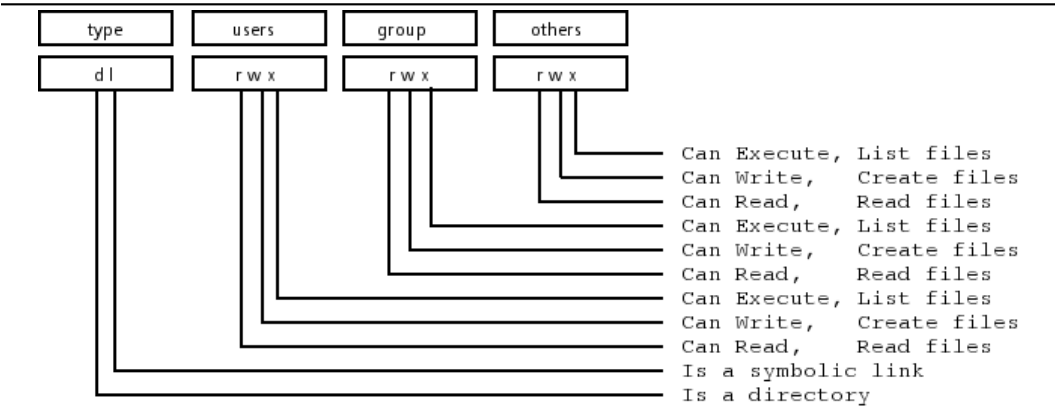 type users group others
d l r w x r w x r w x
Can Execute, List files
Can Write, Create files
Can Read, Read files
Can Execute, List files
Can Write, Create files
Can Read, Read files
Can Execute, List files
Can Write, Create files
Can Read, Read files
Is a symbolic link
Is a directory